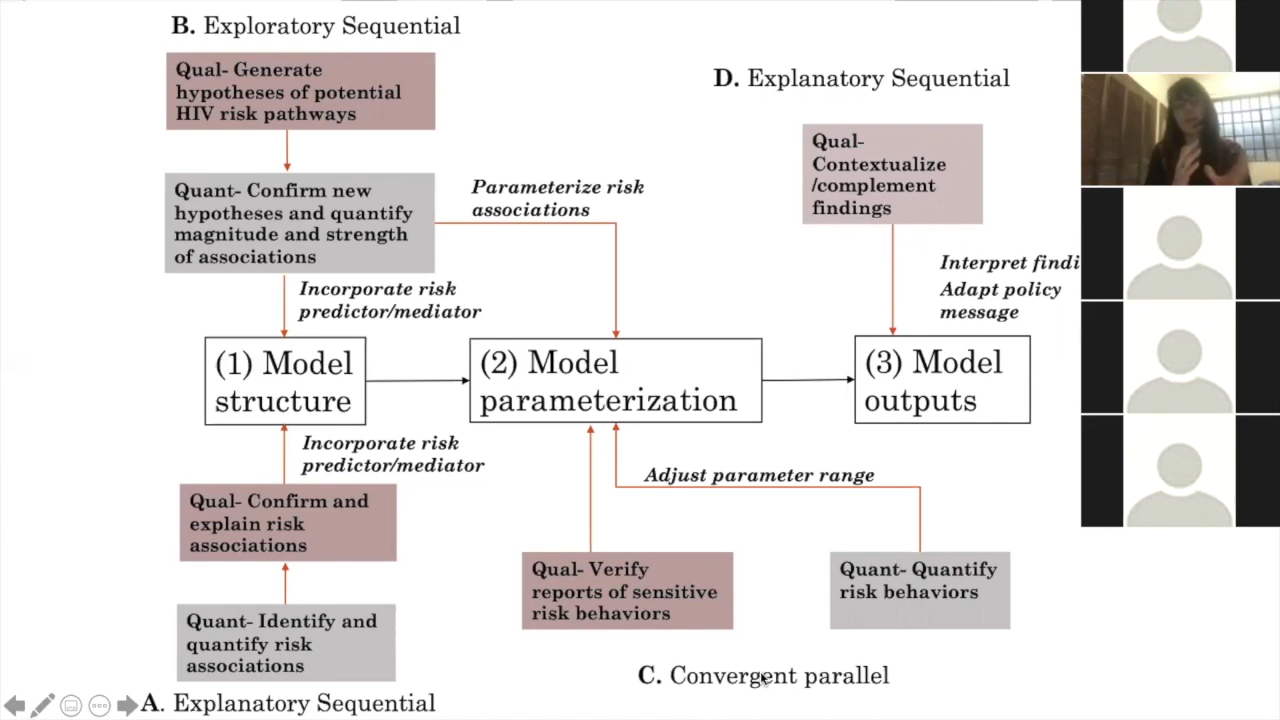 B. Exploratory Sequential
Qual- Generate
hypotheses of potential
HIV risk pathways
D. Explanatory Sequential
Qual-
Contextualize
/complement
findings
Quant- Confirm new
hypotheses and quantify
magnitude and strength
of associations
Parameterize risk
associations
Interpret findi
Adapt policy
message
Incorporate risk
predictor/mediator
(1) Model
structure
(2) Model
parameterization
(3) Model
outputs
Incorporate risk
predictor/mediator
Adjust parameter range
Qual- Confirm and
explain risk
associations
Qual- Verify
reports of sensitive
risk behaviors
Quant- Quantify
risk behaviors
Quant- Identify and
quantify risk
associations
C. Convergent parallel
A. Explanatory Sequential